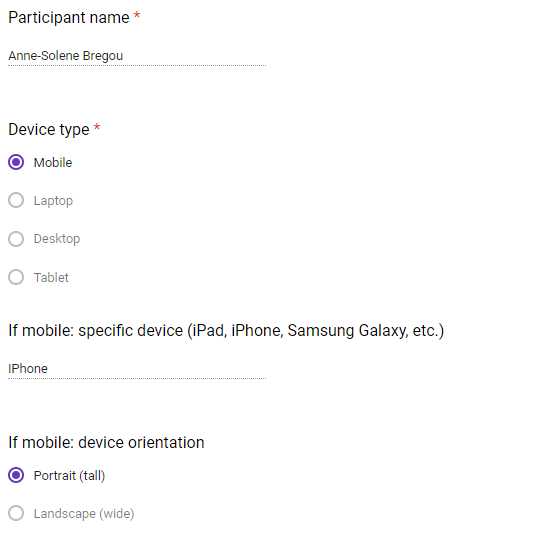 Participant name *
Anne-Solene Bregou
Device type *
Mobile
Laptop
Desktop
Tablet
If mobile: specific device (iPad, iPhone, Samsung Galaxy, etc.)
IPhone
If mobile: device orientation
Portrait (tall)
Landscape (wide)